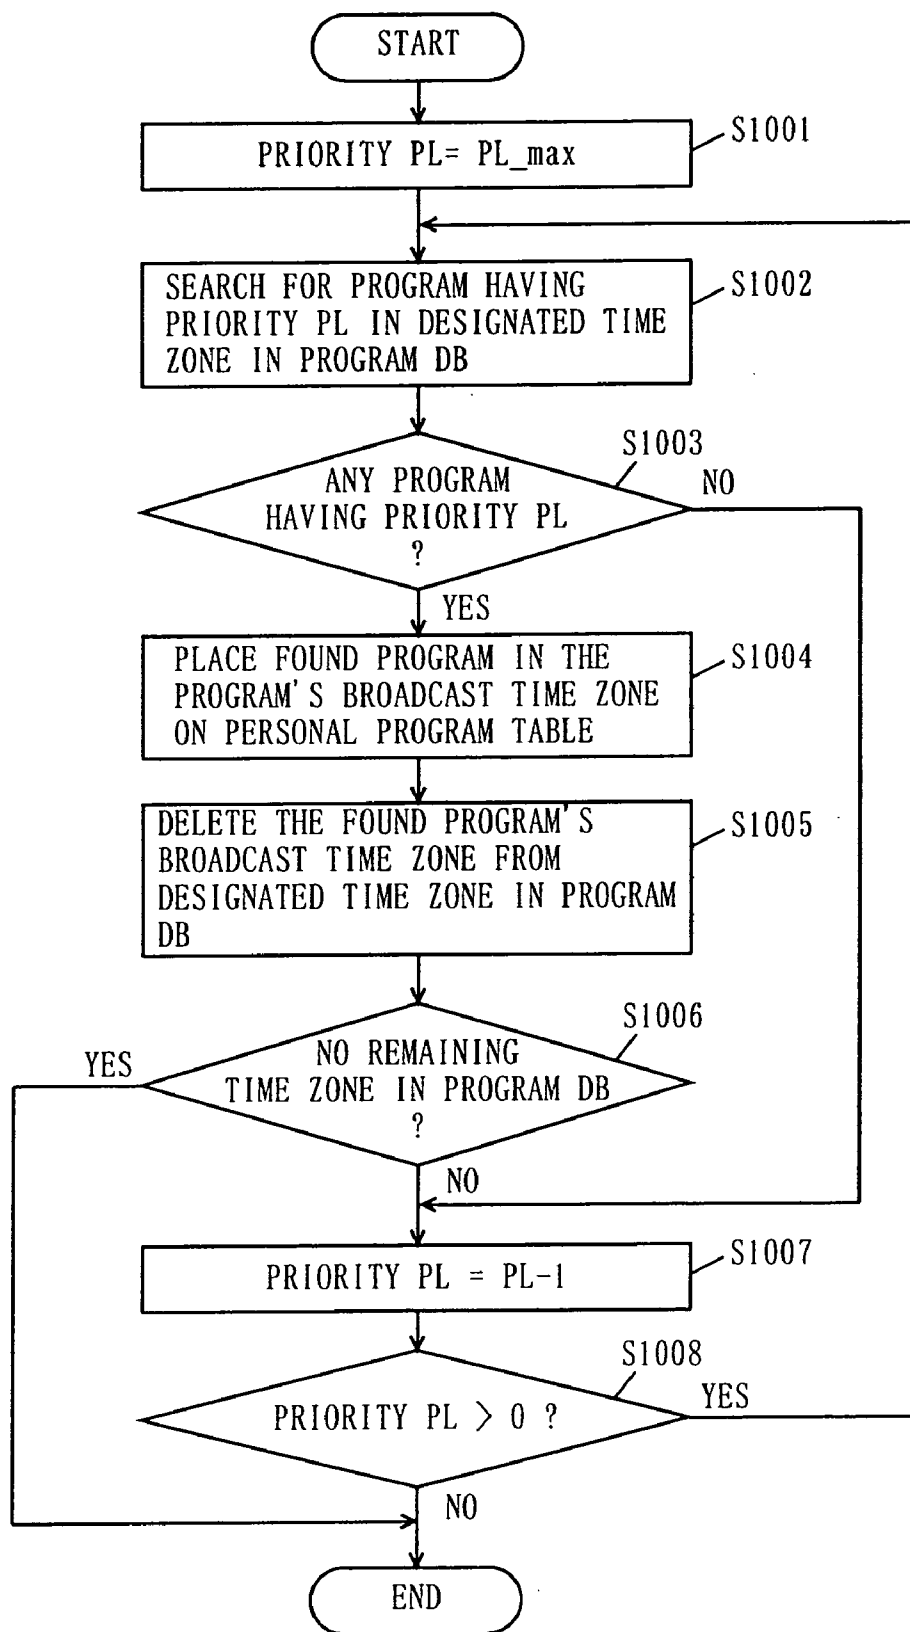 START
S1001
PRIORITY PL= PL_max
S1002
SEARCH FOR PROGRAM HAVING
PRIORITY PL IN DESIGNATED TIME
ZONE IN PROGRAM DB
S1003
NO
ANY PROGRAM
HAVING PRIORITY PL
?
YES
S1004
PLACE FOUND PROGRAM IN THE
PROGRAM'S BROADCAST TIME ZONE
ON PERSONAL PROGRAM TABLE
S1005
DELETE THE FOUND PROGRAM'S
BROADCAST TIME ZONE FROM
DESIGNATED TIME ZONE IN PROGRAM
DB
S1006
YES
NO REMAINING
TIME ZONE IN PROGRAM DB
?
NO
S1007
PRIORITY PL = PL-1
S1008
YES
PRIORITY PL > 0 ?
NO
END